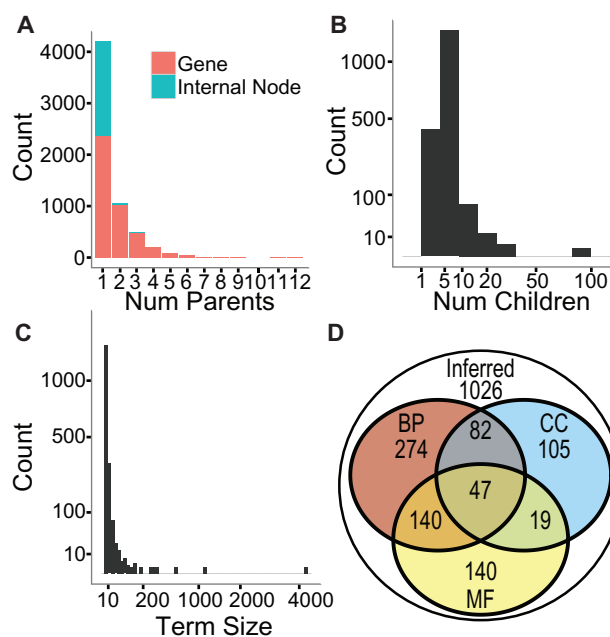 A
4000
3000
2000
1000
0
Count
Gene
Internal Node
1 2 3 4 5 6 7 8 9 10 11 12
Num Parents
B
1000
500
100
10
Count
1 5 10 20 50 100
Num Children
C
1000
500
100
10
Count
10 200 1000 2000 4000
Term Size
D
Inferred
1026
BP
274
82
CC
105
47
140
19
140
MF